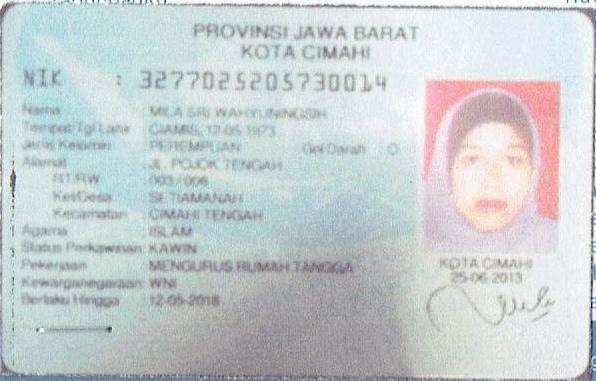 PROVINSI JAWA BARAT
KOTA CIMAHI
NIK : 3277025205730014
Nama : MILA SRI WAHYUNINGSIH
Tempat/Tgl Lahir : CIAMIS, 12-05-1973
Jenis Kelamin : PEREMPUAN Gol Darah : O
Alamat : JL. POJOK TENGAH
RT/RW : 003 / 006
Kel/Desa : SETIAMANAH
Kecamatan : CIMAHI TENGAH
Agama : ISLAM
Status Perkawinan: KAWIN
Pekerjaan : MENGURUS RUMAH TANGGA
Kewarganegaraan: WNI
Berlaku Hingga : 12-05-2018
KOTA CIMAHI
25-06-2013